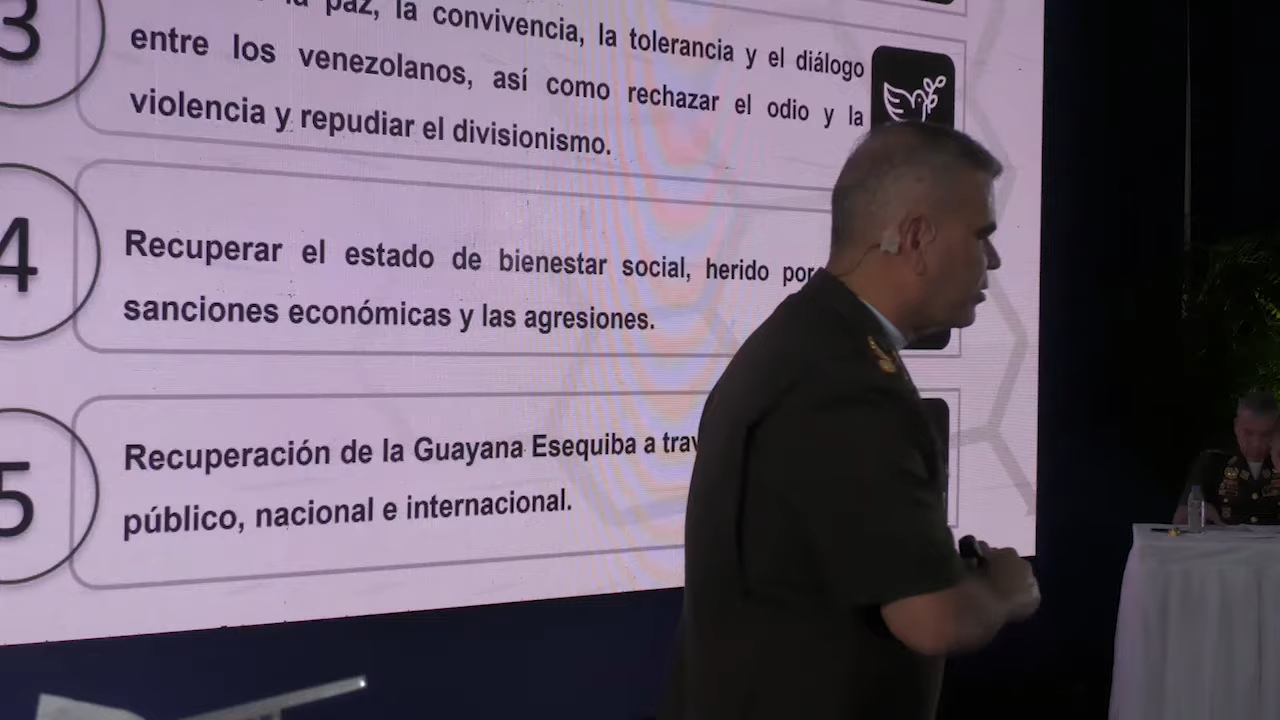 3
paz, la convivencia, la tolerancia y el diálogo
entre los venezolanos, así como rechazar el odio y la
violencia y repudiar el divisionismo.
4
Recuperar el estado de bienestar social, herido por
sanciones económicas y las agresiones.
5
Recuperación de la Guayana Esequiba a
público, nacional e internacional.